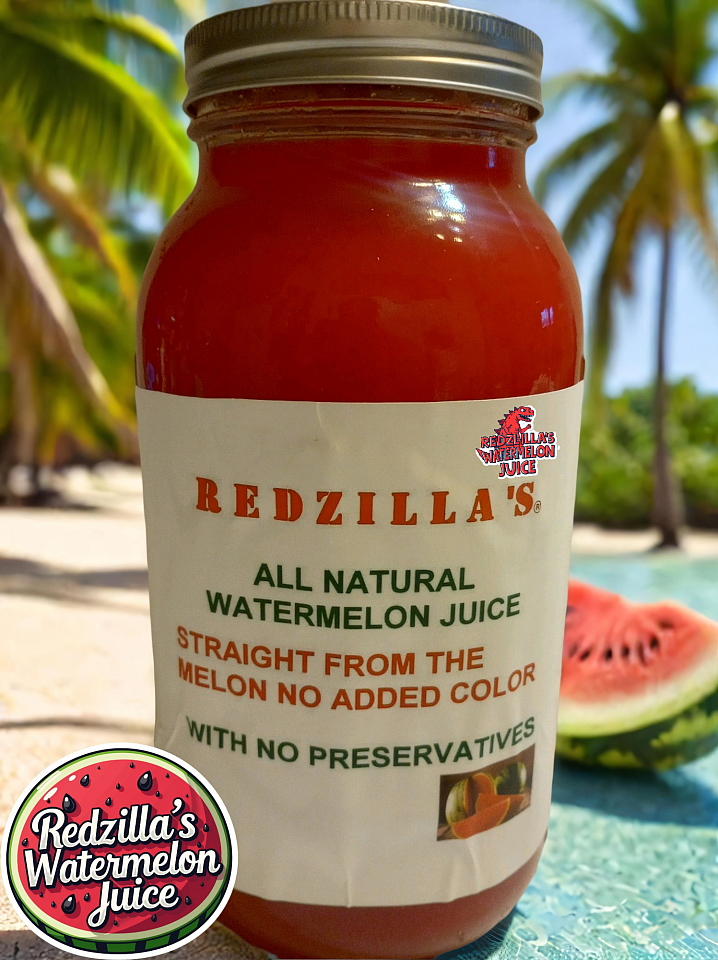 REDZILLA'S
WATERMELON
JUICE
REDZILLA'S®
ALL NATURAL
WATERMELON JUICE
STRAIGHT FROM THE
MELON NO ADDED COLOR
WITH NO PRESERVATIVES
Redzilla's
Watermelon
Juice